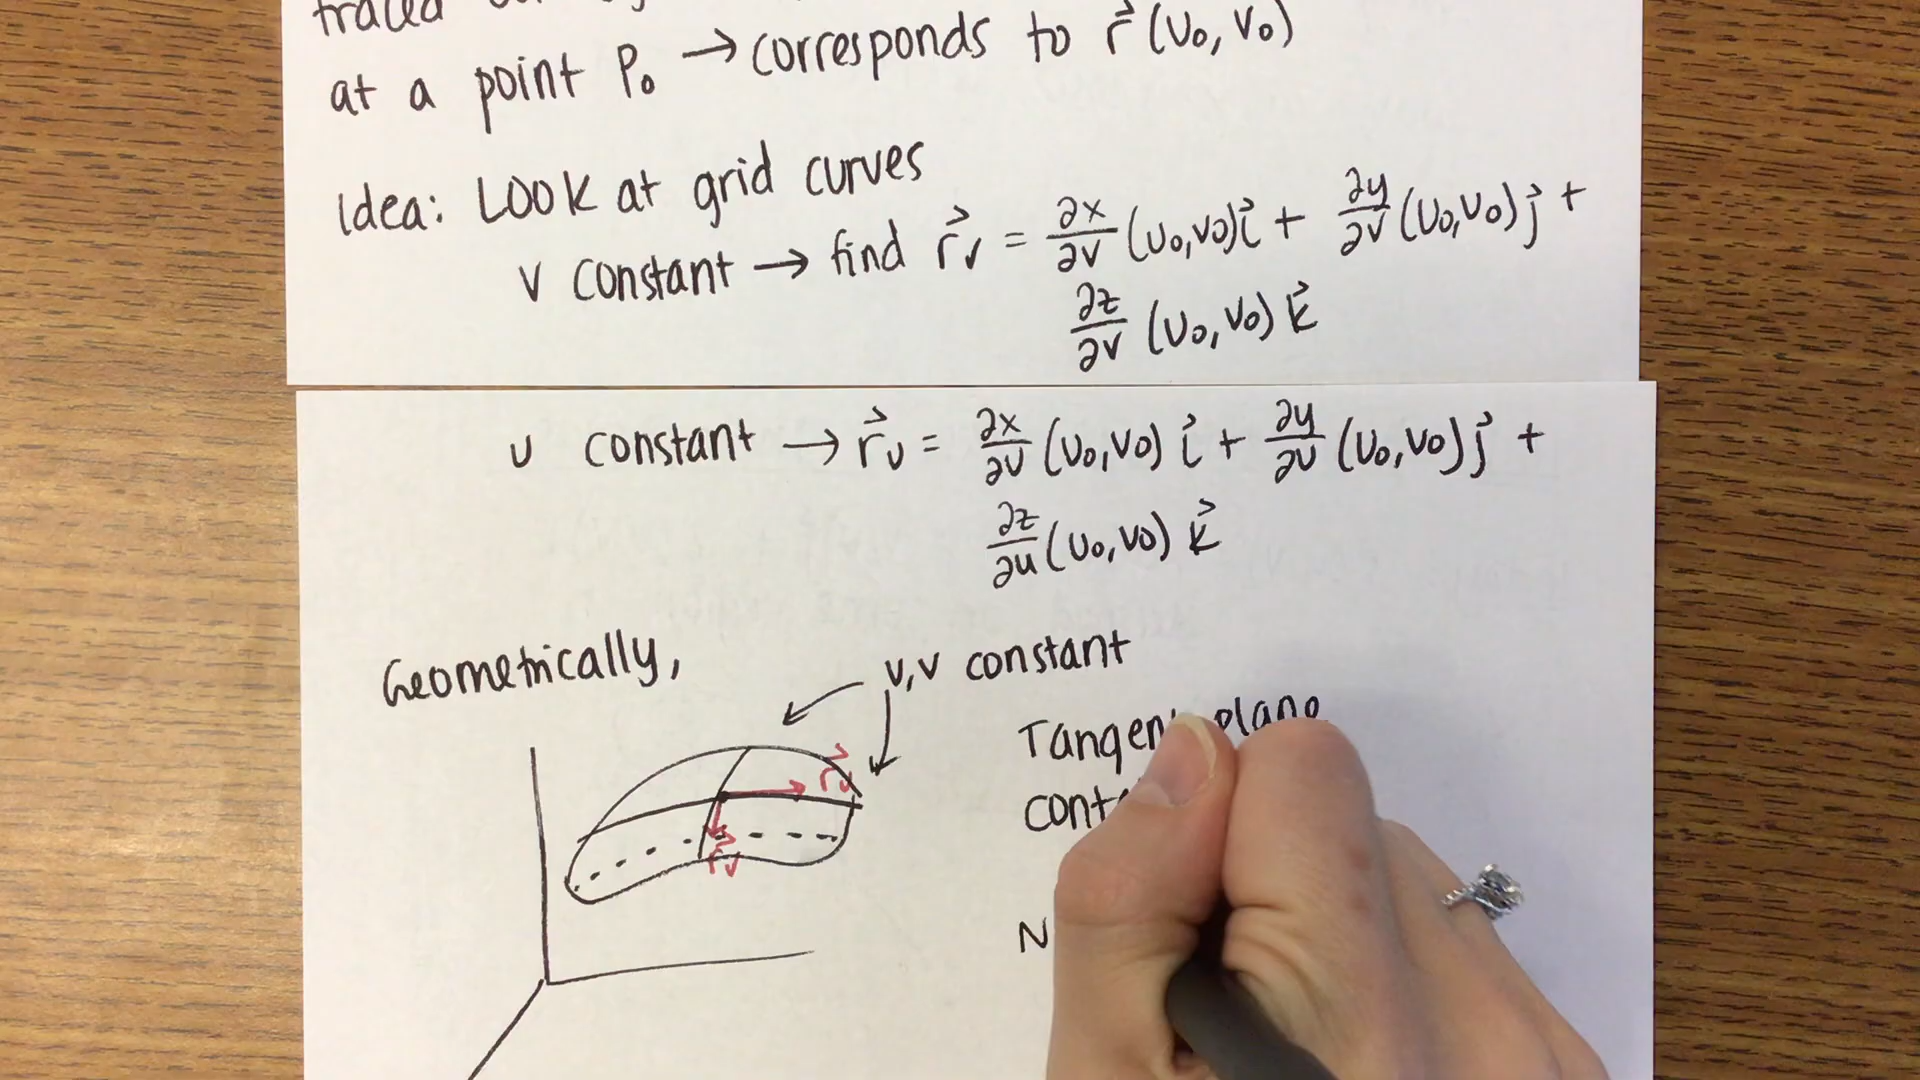 traced
at a point P₀ → corresponds to r⃗(u₀, v₀)
Idea: Look at grid curves
v constant → find r⃗ᵥ = ∂x/∂v (u₀,v₀)i⃗ + ∂y/∂v (u₀,v₀)j⃗ +
∂z/∂v (u₀,v₀) k⃗
u constant → r⃗ᵤ = ∂x/∂u (u₀,v₀) i⃗ + ∂y/∂u (u₀,v₀) j⃗ +
∂z/∂u (u₀,v₀) k⃗
Geometrically,
u,v constant
Tangent plane
r⃗ᵤ
r⃗ᵥ
N